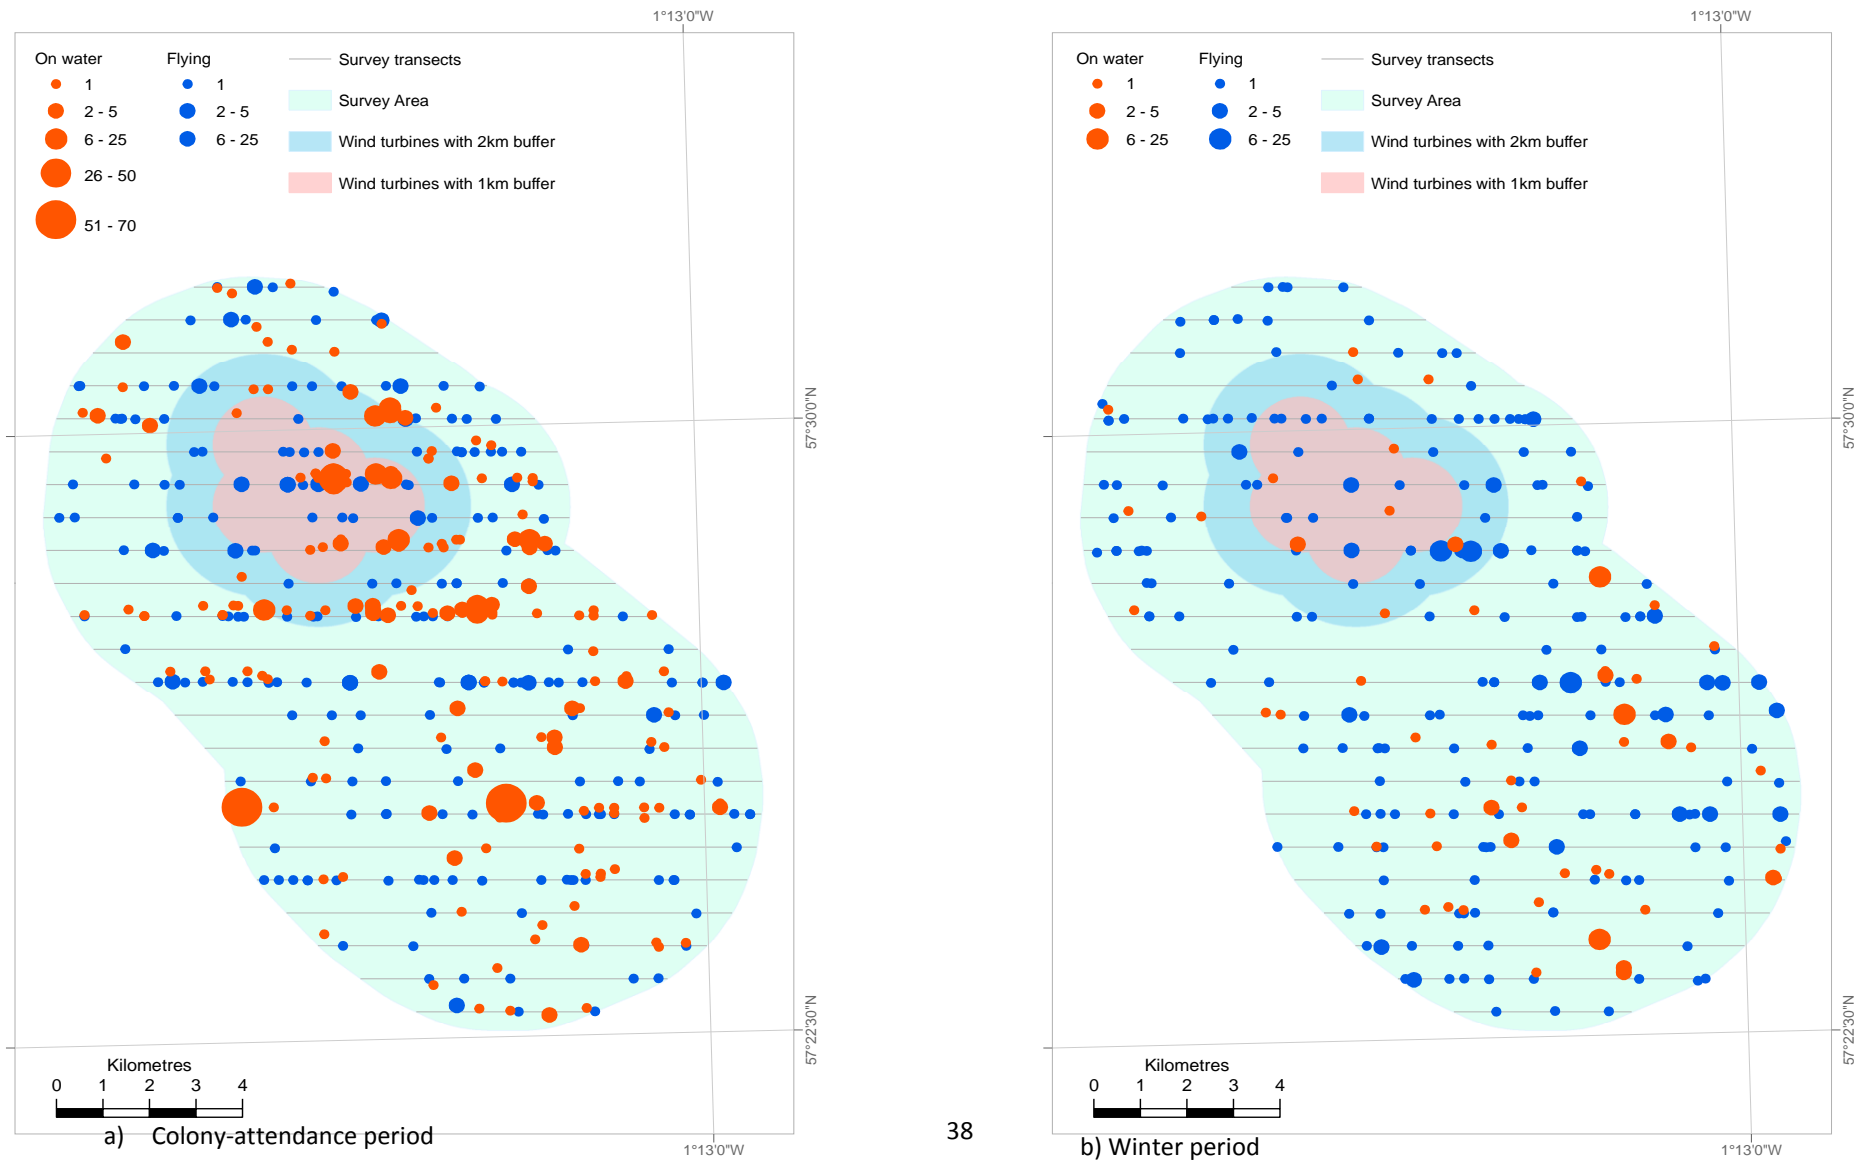 1°13'0"W
On water
Flying
1
1
2 - 5
2 - 5
6 - 25
6 - 25
26 - 50
51 - 70
Survey transects
Survey Area
Wind turbines with 2km buffer
Wind turbines with 1km buffer
57°30'0"N
57°22'30"N
Kilometres
0 1 2 3 4
a) Colony-attendance period
1°13'0"W
38
1°13'0"W
On water
Flying
1
1
2 - 5
2 - 5
6 - 25
6 - 25
Survey transects
Survey Area
Wind turbines with 2km buffer
Wind turbines with 1km buffer
57°30'0"N
57°22'30"N
Kilometres
0 1 2 3 4
b) Winter period
1°13'0"W